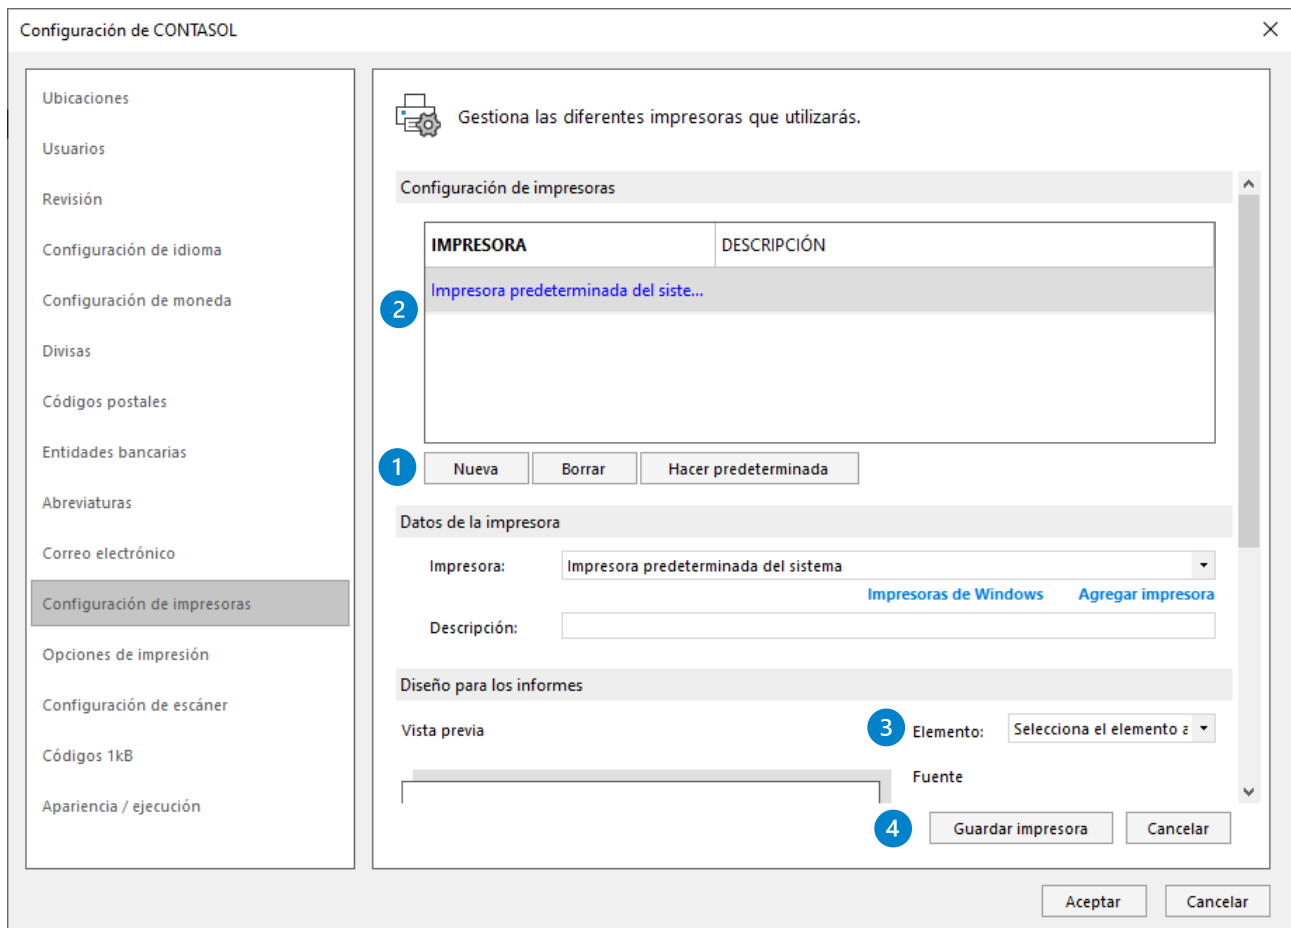 Configuración de CONTASOL
Ubicaciones
Usuarios
Revisión
Configuración de idioma
Configuración de moneda
Divisas
Códigos postales
Entidades bancarias
Abreviaturas
Correo electrónico
Configuración de impresoras
Opciones de impresión
Configuración de escáner
Códigos 1kB
Apariencia / ejecución
Gestiona las diferentes impresoras que utilizarás.
Configuración de impresoras
IMPRESORA DESCRIPCIÓN
Impresora predeterminada del siste...
2
1 Nueva Borrar Hacer predeterminada
Datos de la impresora
Impresora: Impresora predeterminada del sistema
Impresoras de Windows Agregar impresora
Descripción:
Diseño para los informes
Vista previa 3 Elemento: Selecciona el elemento a
Fuente
4 Guardar impresora Cancelar
Aceptar Cancelar